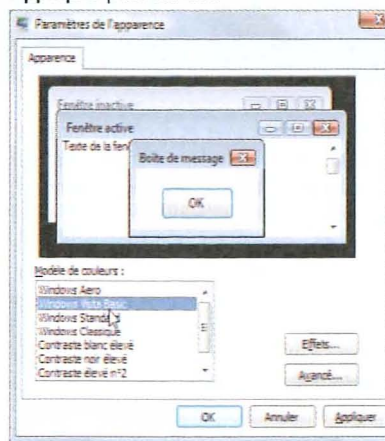 Paramètres de l'apparence
Apparence
Fenêtre inactive
Fenêtre active
Texte de la fen
Boîte de message
OK
Modèle de couleurs :
Windows Aero
Windows Vista Basic
Windows Standard
Windows Classique
Contraste blanc élevé
Contraste noir élevé
Contraste élevé n°2
Effets...
Avancé...
OK
Annuler
Appliquer